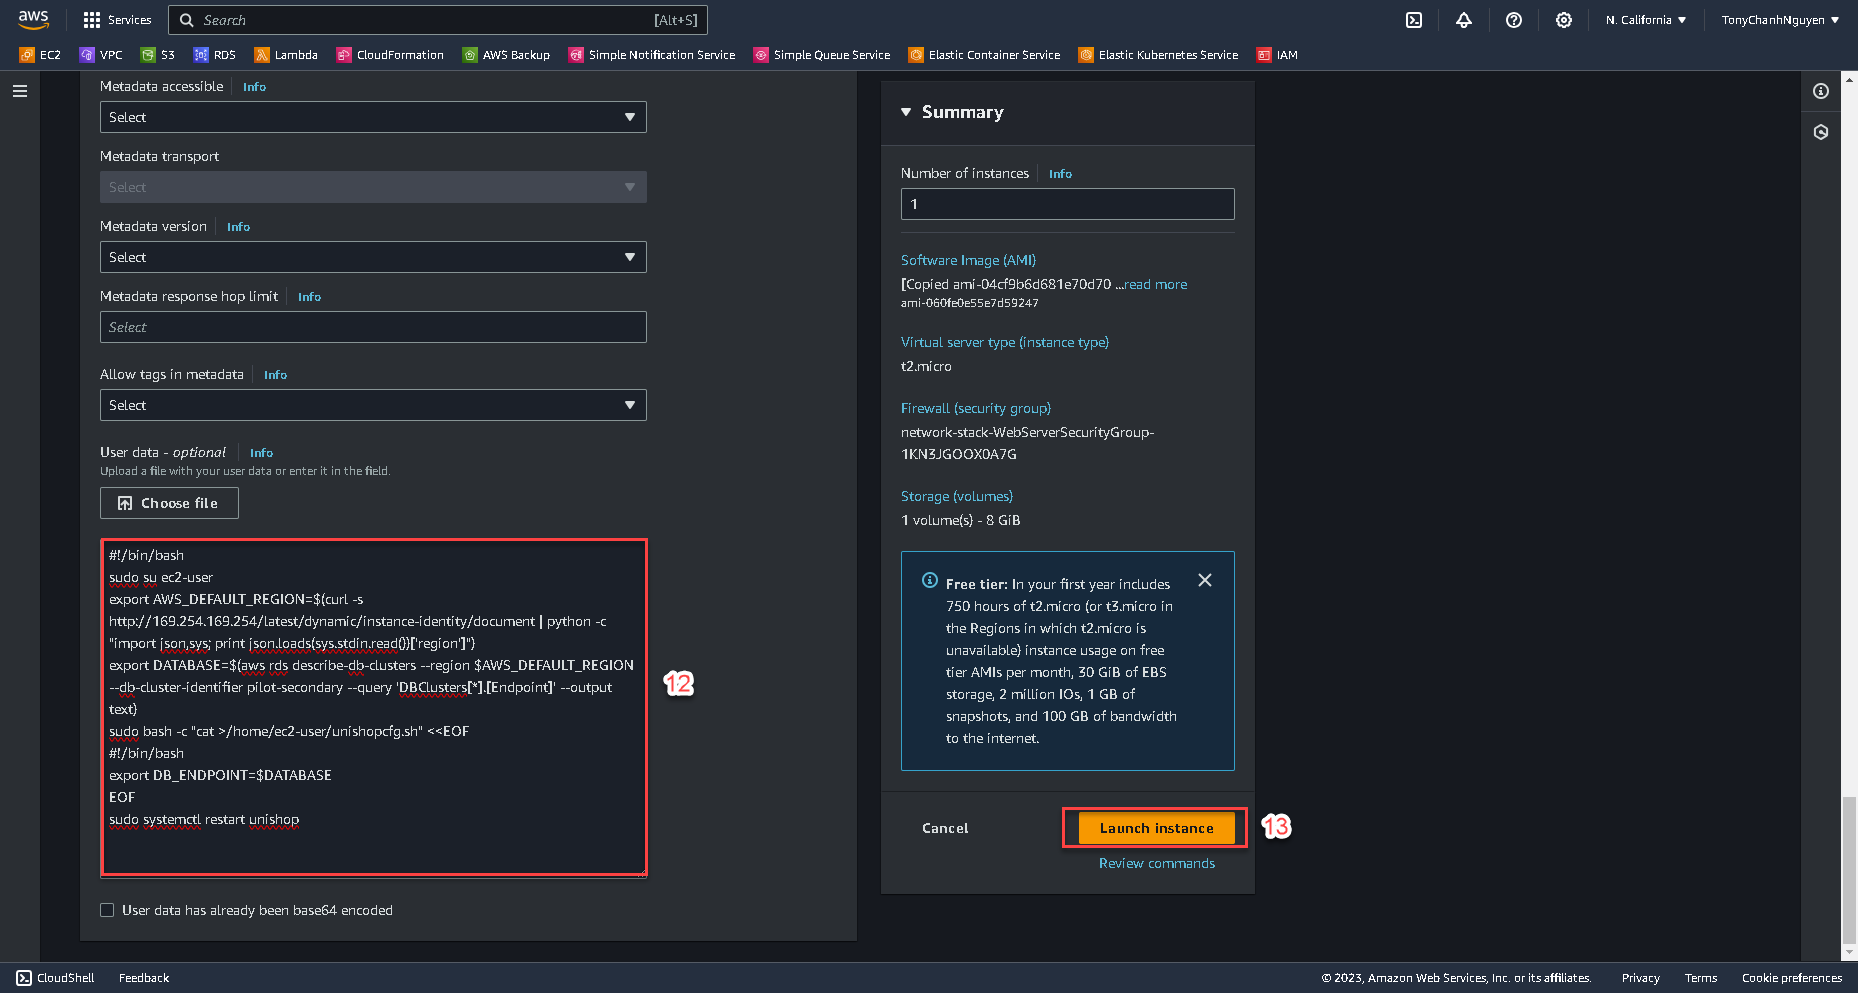 aws
Services
Search [Alt+S]
N. California
TonyChanhNguyen
EC2 VPC S3 RDS Lambda CloudFormation AWS Backup Simple Notification Service Simple Queue Service Elastic Container Service Elastic Kubernetes Service IAM
Metadata accessible Info
Select
Metadata transport
Select
Metadata version Info
Select
Metadata response hop limit Info
Select
Allow tags in metadata Info
Select
User data - optional Info
Upload a file with your user data or enter it in the field.
Choose file
#!/bin/bash
sudo su ec2-user
export AWS_DEFAULT_REGION=$(curl -s
http://169.254.169.254/latest/dynamic/instance-identity/document | python -c
"import json,sys; print json.loads(sys.stdin.read())['region']")
export DATABASE=$(aws rds describe-db-clusters --region $AWS_DEFAULT_REGION
--db-cluster-identifier pilot-secondary --query 'DBClusters[*].[Endpoint]' --output
text)
sudo bash -c "cat >/home/ec2-user/unishopcfg.sh" <<EOF
#!/bin/bash
export DB_ENDPOINT=$DATABASE
EOF
sudo systemctl restart unishop
12
User data has already been base64 encoded
Summary
Number of instances Info
1
Software Image (AMI)
[Copied ami-04cf9b6d681e70d70 ...read more
ami-060fe0e55e7d59247
Virtual server type (instance type)
t2.micro
Firewall (security group)
network-stack-WebServerSecurityGroup-
1KN3JGOOX0A7G
Storage (volumes)
1 volume(s) - 8 GiB
Free tier: In your first year includes
750 hours of t2.micro (or t3.micro in
the Regions in which t2.micro is
unavailable) instance usage on free
tier AMIs per month, 30 GiB of EBS
storage, 2 million IOs, 1 GB of
snapshots, and 100 GB of bandwidth
to the internet.
Cancel
Launch instance
13
Review commands
CloudShell Feedback
© 2023, Amazon Web Services, Inc. or its affiliates. Privacy Terms Cookie preferences